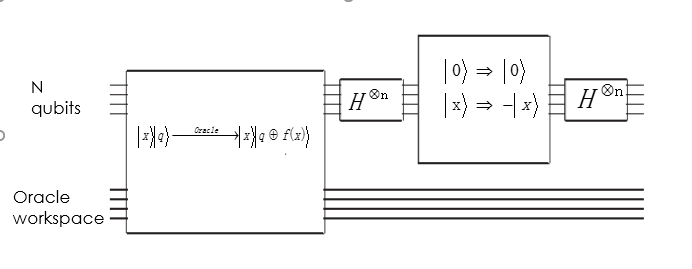 N
qubits
|x⟩|q⟩ Oracle |x⟩|q ⊕ f(x)⟩
H^⊗n
|0⟩ ⇒ |0⟩
|x⟩ ⇒ -|x⟩
H^⊗n
Oracle
workspace